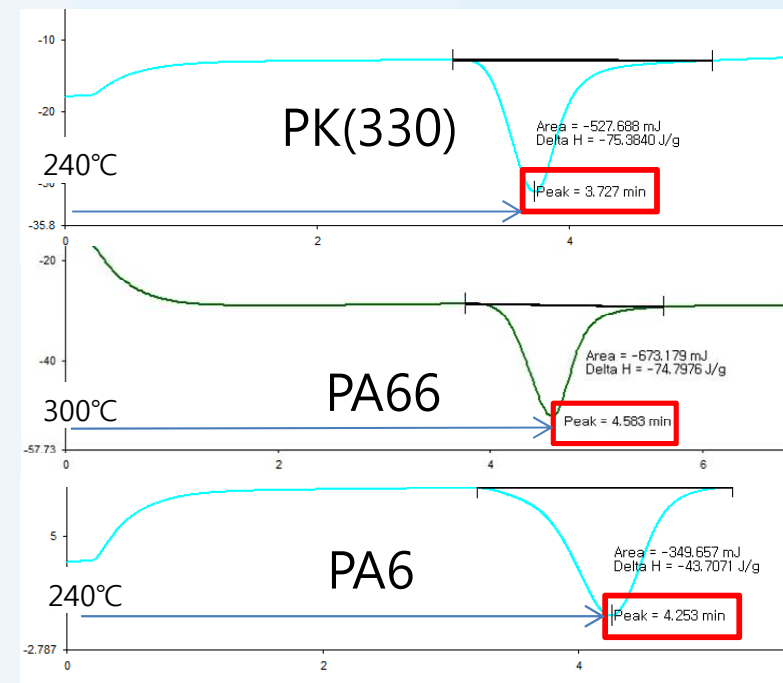 -10
-20
PK(330)
Area = -527.688 mJ
Delta H = -75.3840 J/g
240℃
Peak = 3.727 min
-35.8
0
2
4
-20
-40
Area = -673.179 mJ
Delta H = -74.7976 J/g
PA66
300℃
Peak = 4.583 min
-57.73
0
2
4
6
5
PA6
Area = -349.657 mJ
Delta H = -43.7071 J/g
240℃
Peak = 4.253 min
-2.787
0
2
4